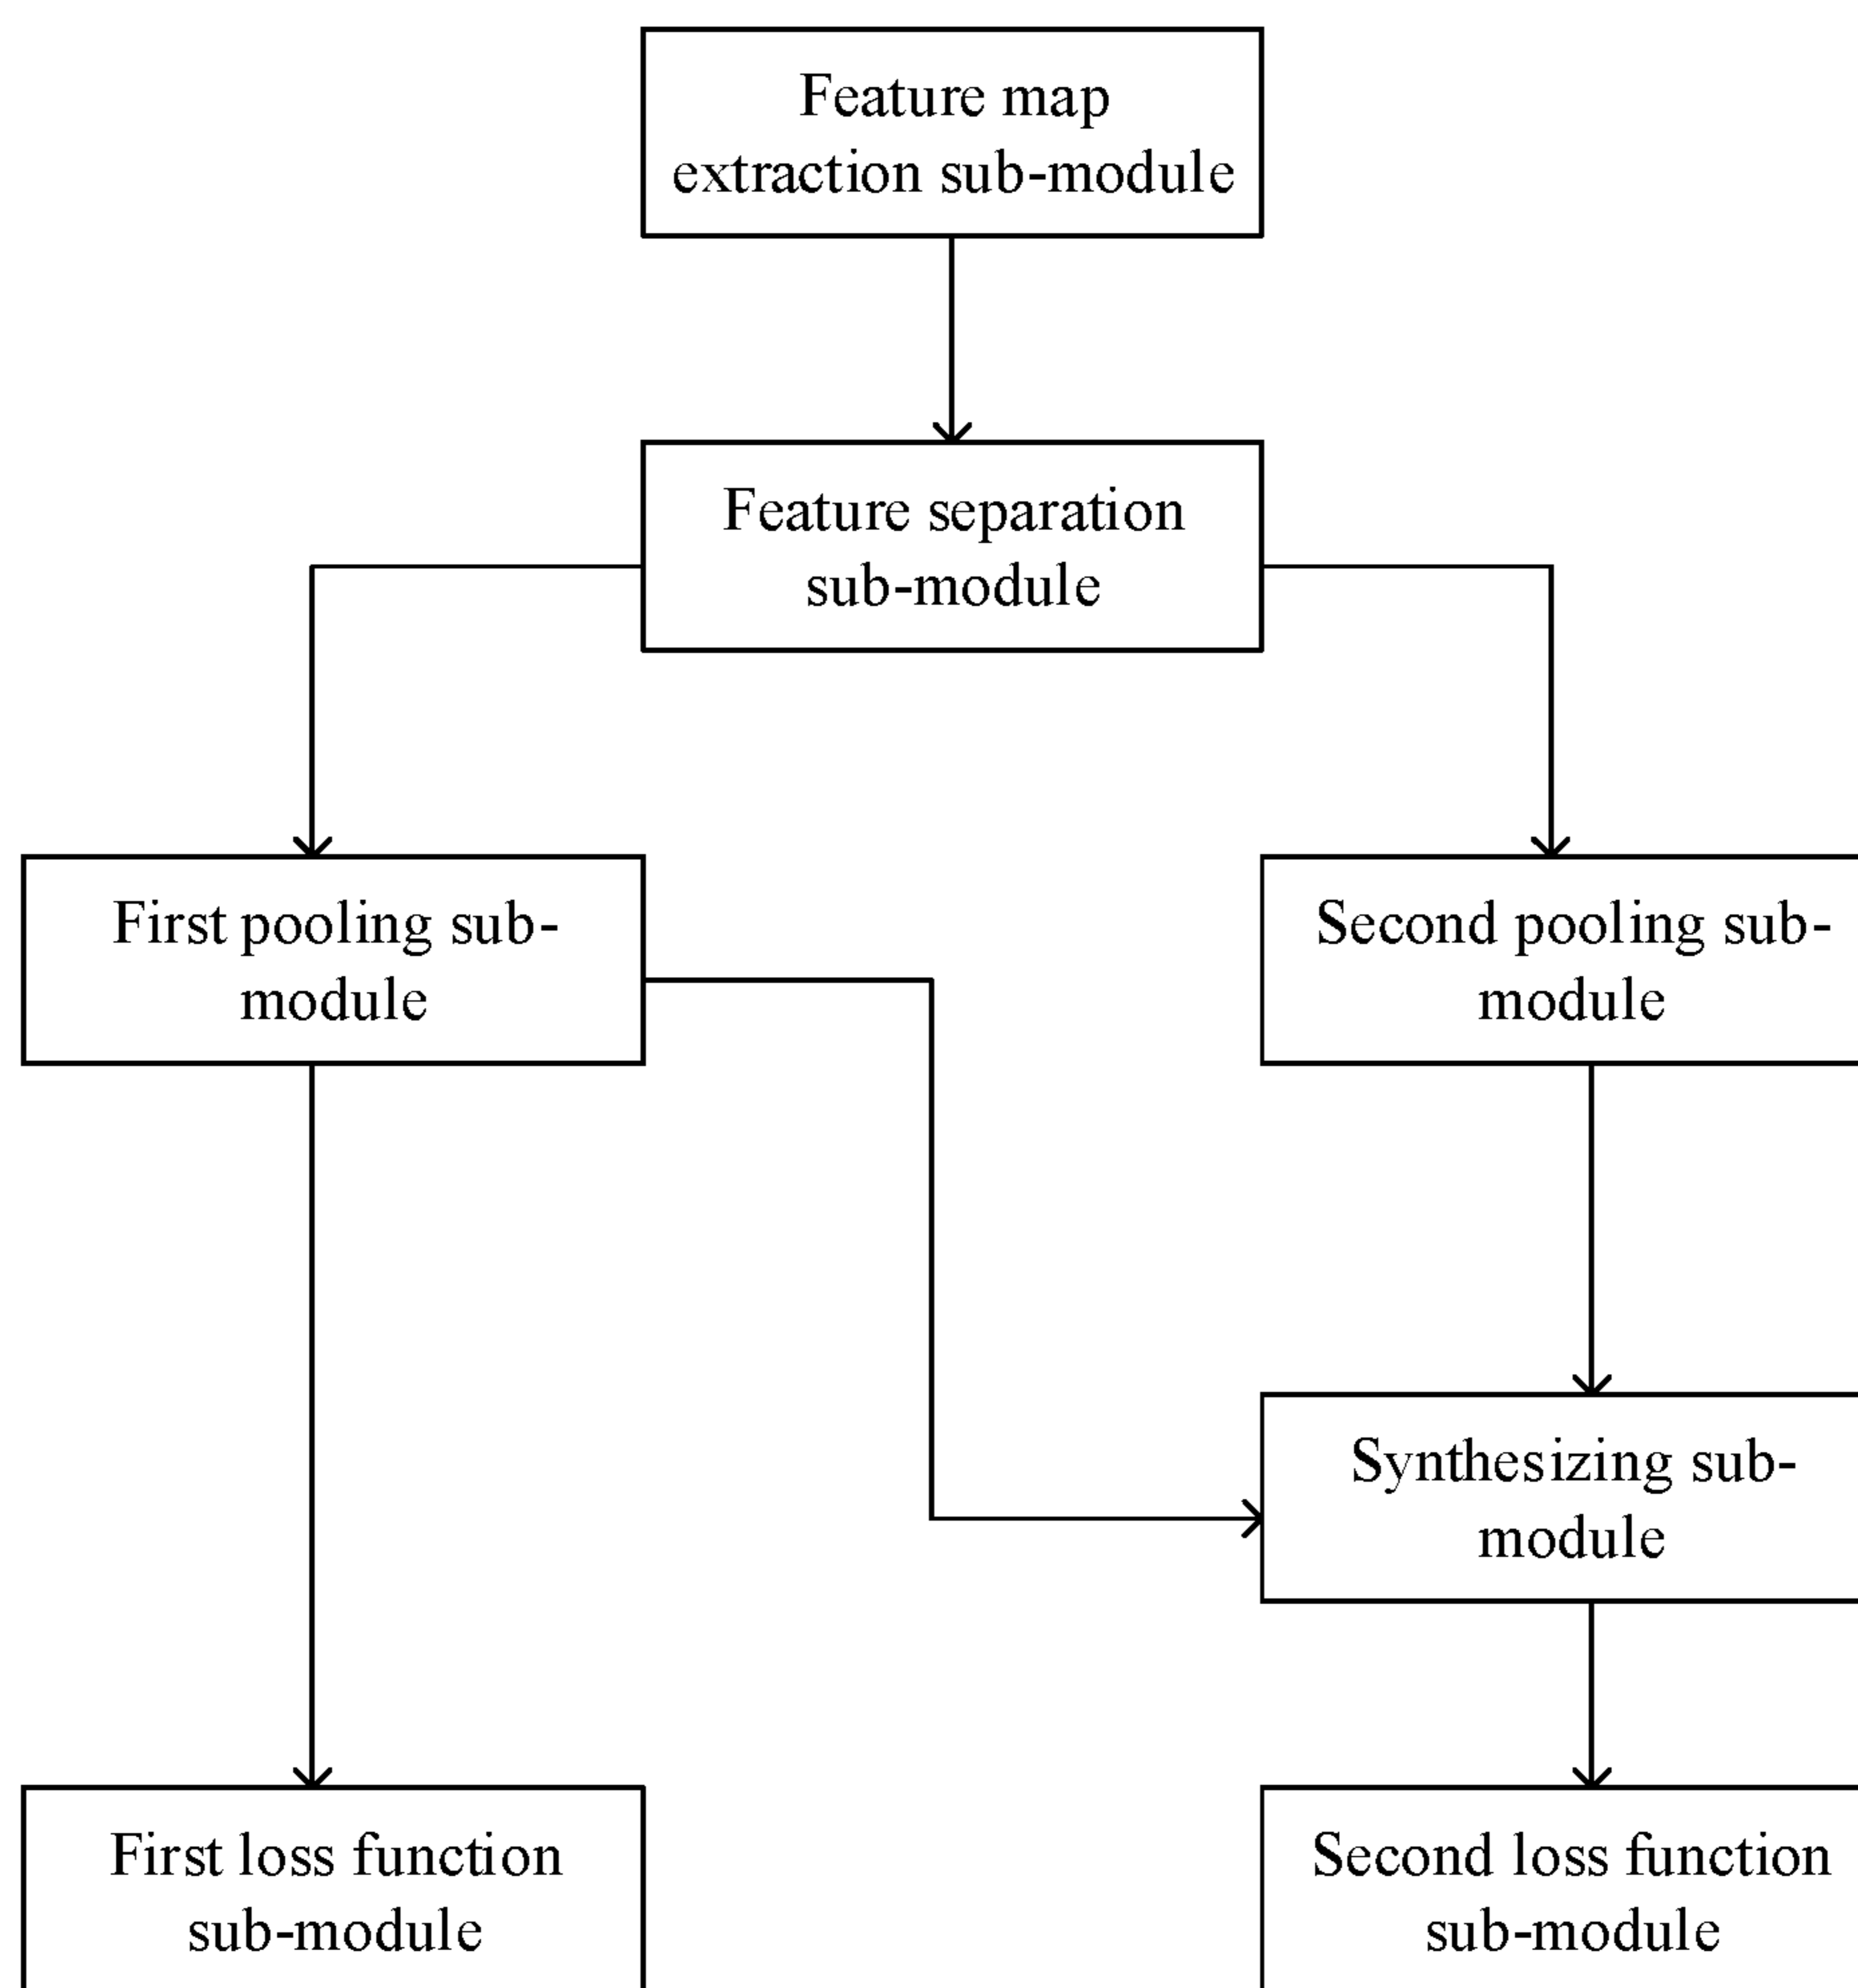 Feature map
extraction sub-module
Feature separation
sub-module
First pooling sub-
module
Second pooling sub-
module
Synthesizing sub-
module
First loss function
sub-module
Second loss function
sub-module